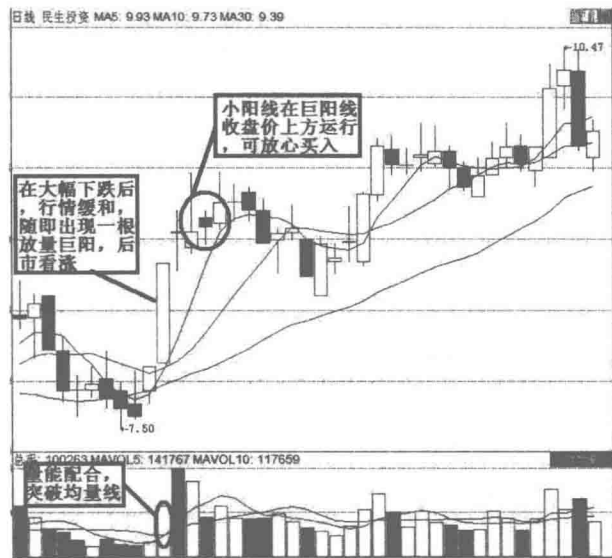 日线 民生投资 MA5: 9.93 MA10: 9.73 MA30: 9.39
←10.47
小阳线在巨阳线
收盘价上方运行
，可放心买入
在大幅下跌后
，行情缓和，
随即出现一根
放量巨阳，后
市看涨
←7.50
总手: 100263 MAVOL5: 141767 MAVOL10: 117659
量能配合，
突破均量线